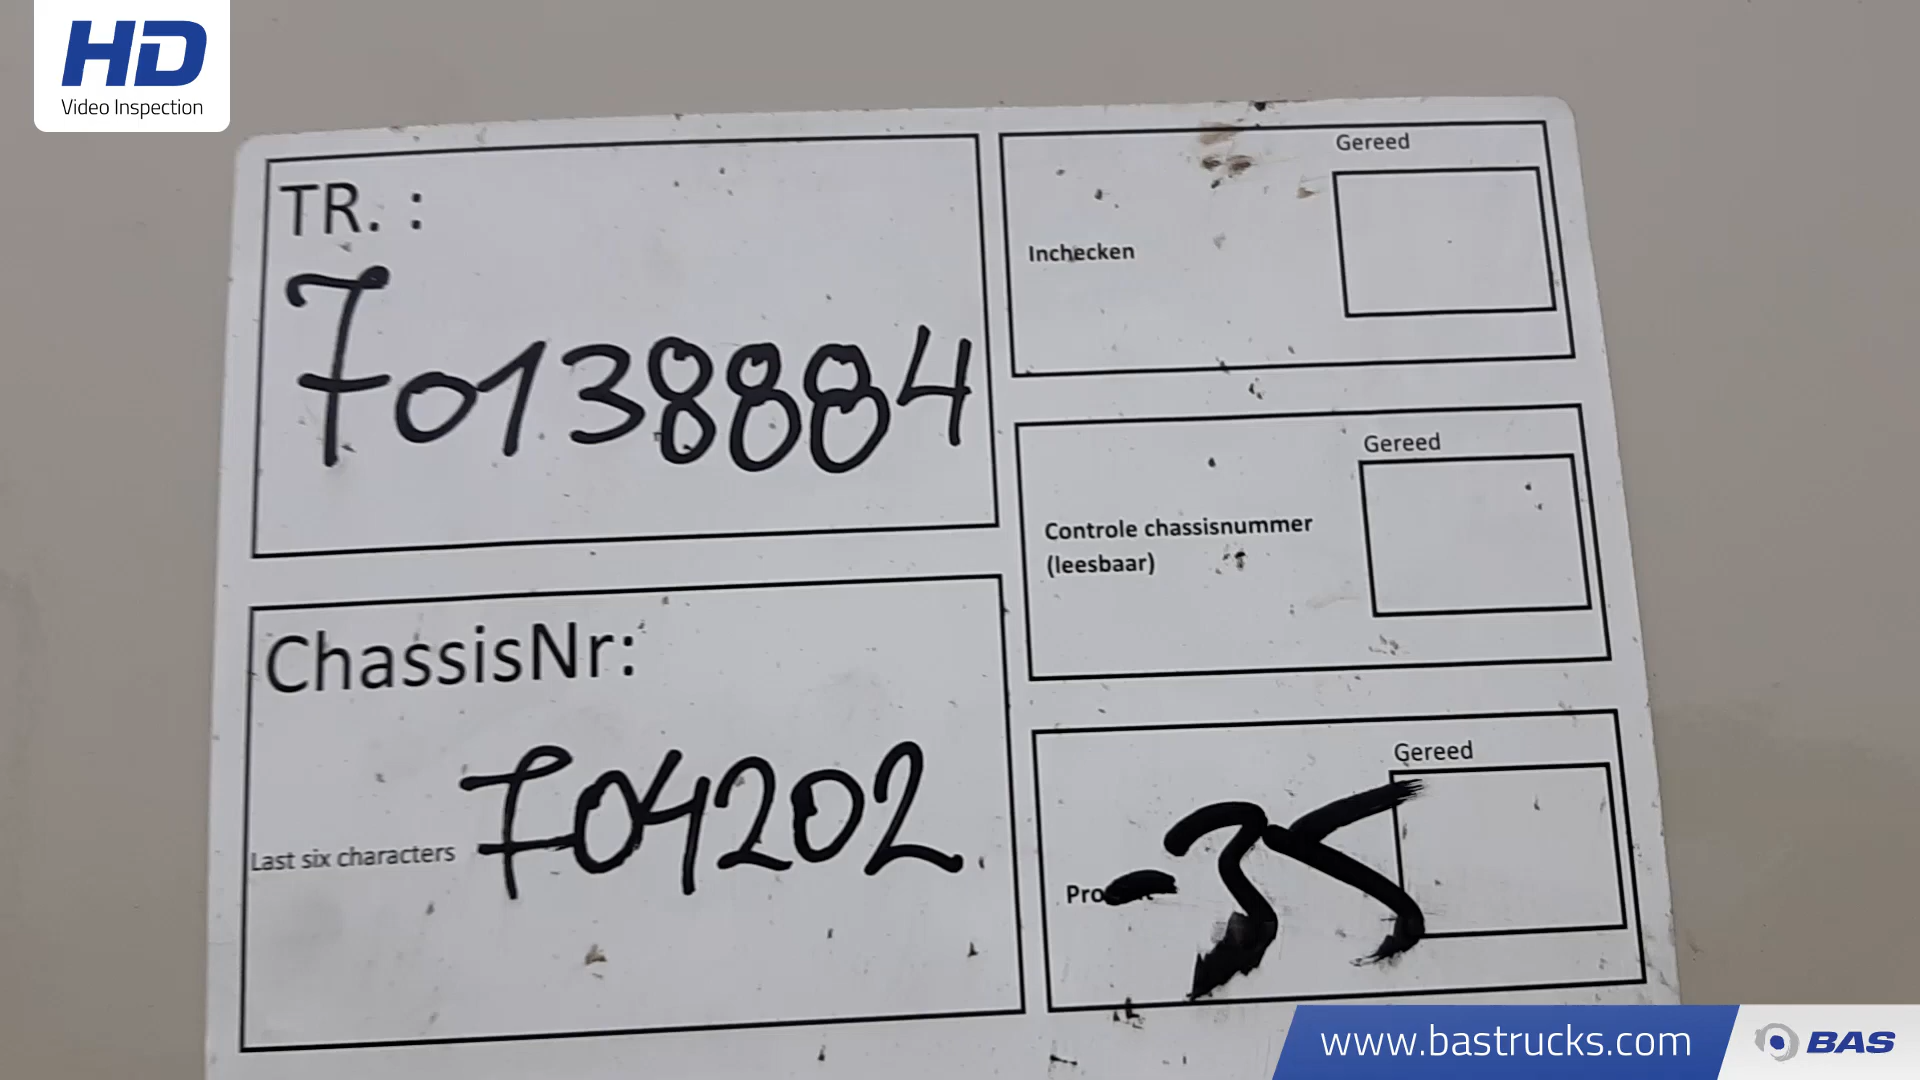 HD
Video Inspection
TR. :
70138884
ChassisNr:
Last six characters 704202
Gereed
Inchecken
Gereed
Controle chassisnummer
(leesbaar)
Gereed
-35
www.bastrucks.com
BAS